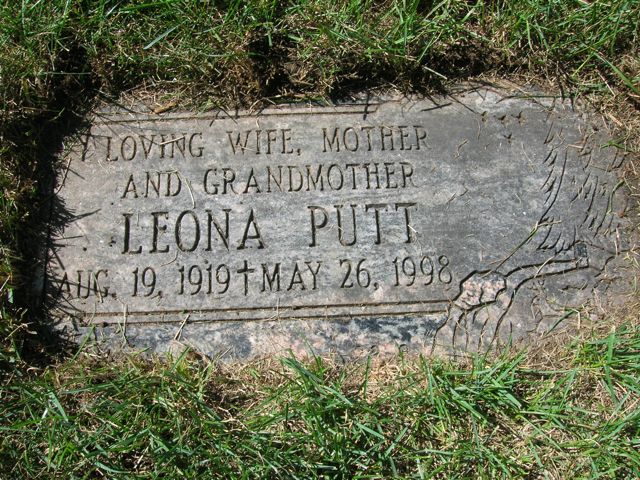 LOVING WIFE, MOTHER
AND GRANDMOTHER
LEONA PUTT
AUG. 19, 1919 ✝ MAY 26, 1998